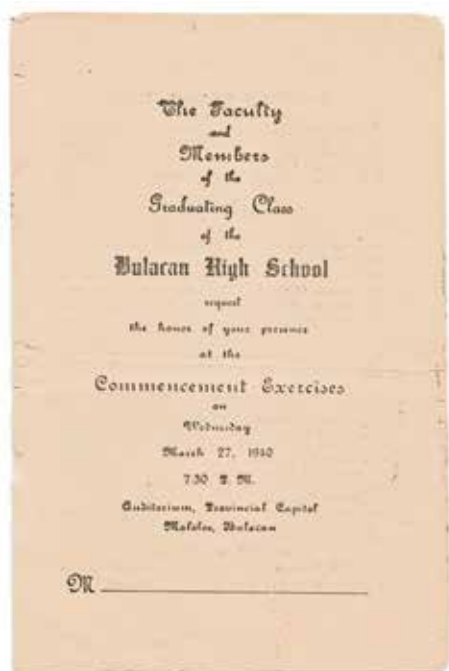 The Faculty
and
Members
of the
Graduating Class
of the
Bulacan High School
request
the honor of your presence
at the
Commencement Exercises
on
Wednesday
March 27, 1940
7:30 P. M.
Auditorium, Provincial Capitol
Malolos, Bulacan
M